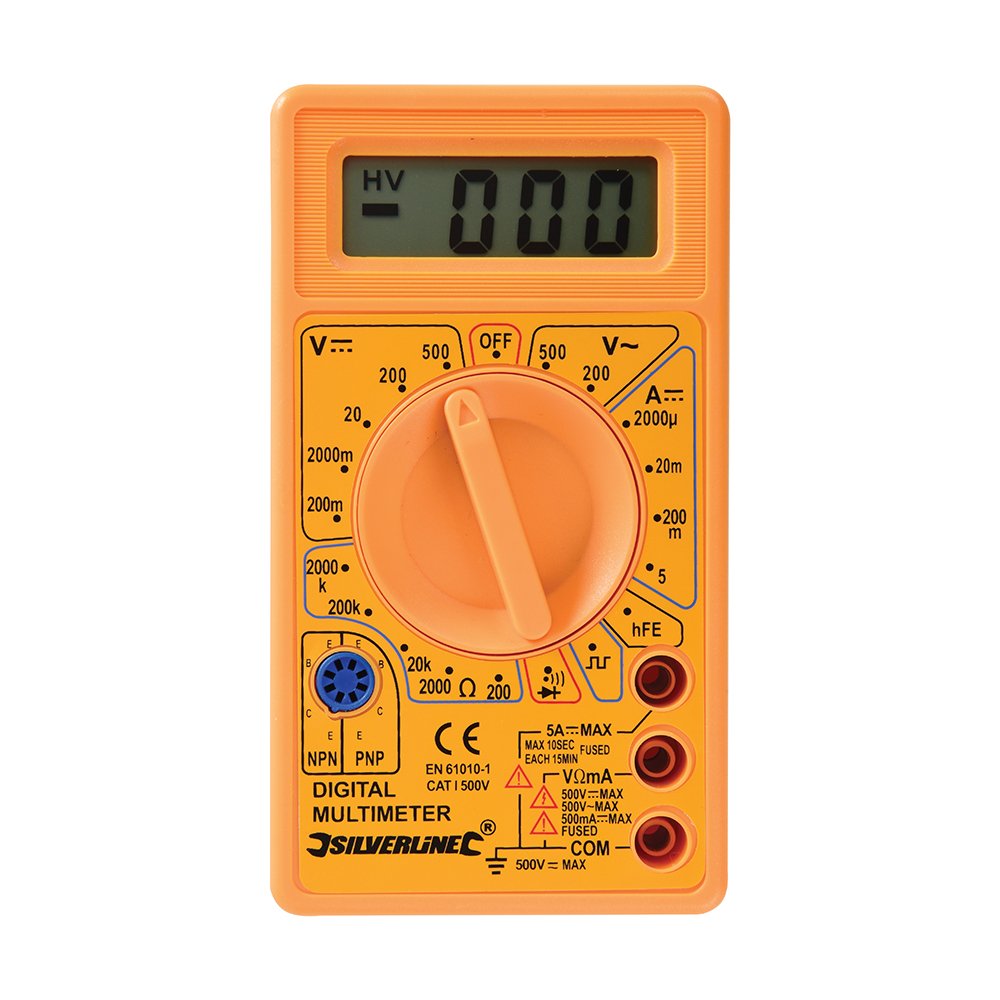 HV
- 000
V⎓
500
OFF
500
V~
200
200
A⎓
20
2000µ
2000m
20m
200m
200
m
2000
k
5
200k
hFE
20k
2000 Ω 200
E E
B B
C C
E E
NPN PNP
CE
EN 61010-1
CAT I 500V
DIGITAL
MULTIMETER
SILVERLINE®
5A⎓MAX
MAX 10SEC
EACH 15MIN
FUSED
VΩmA
500V⎓MAX
500V~MAX
500mA⎓MAX
FUSED
COM
500V⎓ MAX